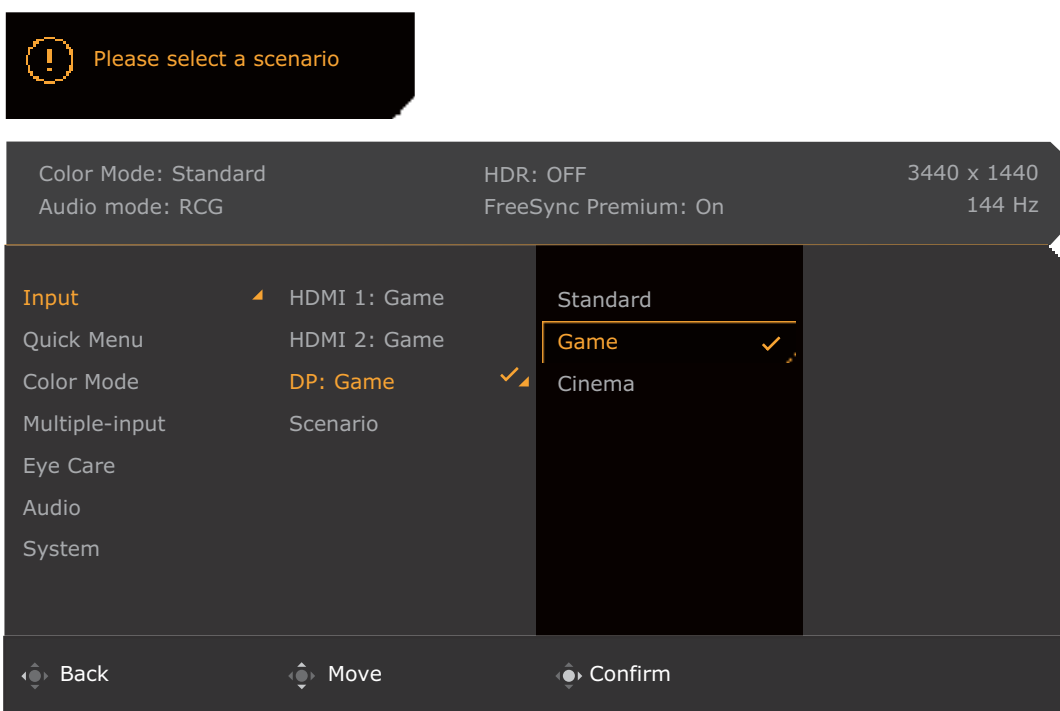 Please select a scenario
Color Mode: Standard
HDR: OFF
3440 x 1440
Audio mode: RCG
FreeSync Premium: On
144 Hz
Input
HDMI 1: Game
Standard
Quick Menu
HDMI 2: Game
Game
Color Mode
DP: Game
Cinema
Multiple-input
Scenario
Eye Care
Audio
System
Back
Move
Confirm